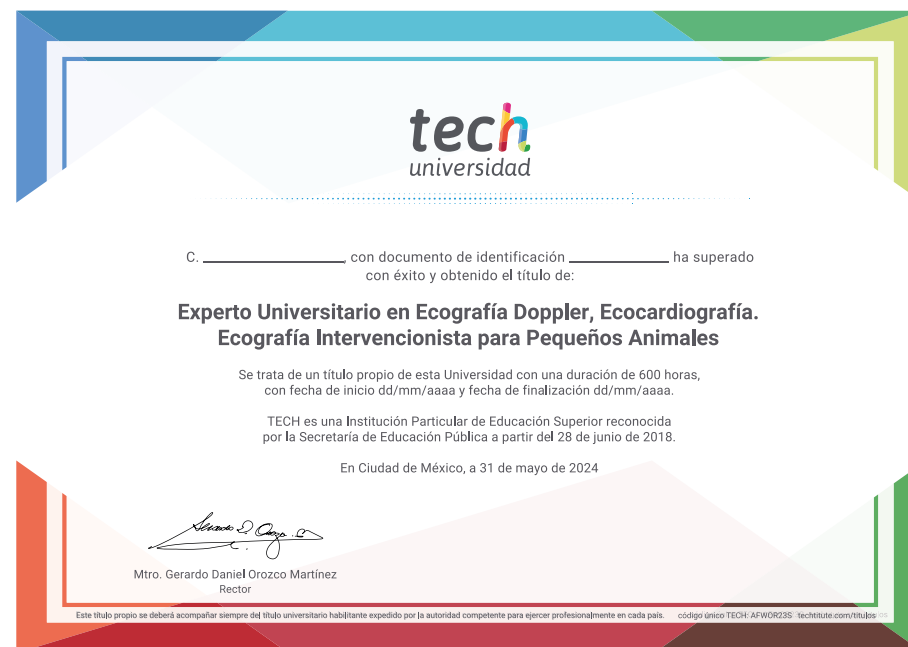 tech
universidad
C. ____________, con documento de identificación ____________ ha superado
con éxito y obtenido el título de:
Experto Universitario en Ecografía Doppler, Ecocardiografía.
Ecografía Intervencionista para Pequeños Animales
Se trata de un título propio de esta Universidad con una duración de 600 horas,
con fecha de inicio dd/mm/aaaa y fecha de finalización dd/mm/aaaa.
TECH es una Institución Particular de Educación Superior reconocida
por la Secretaría de Educación Pública a partir del 28 de junio de 2018.
En Ciudad de México, a 31 de mayo de 2024
Mtro. Gerardo Daniel Orozco Martínez
Rector
Este título propio se deberá acompañar siempre del título universitario habilitante expedido por la autoridad competente para ejercer profesionalmente en cada país. código único TECH: AFWOR23S techtitute.com/titulos